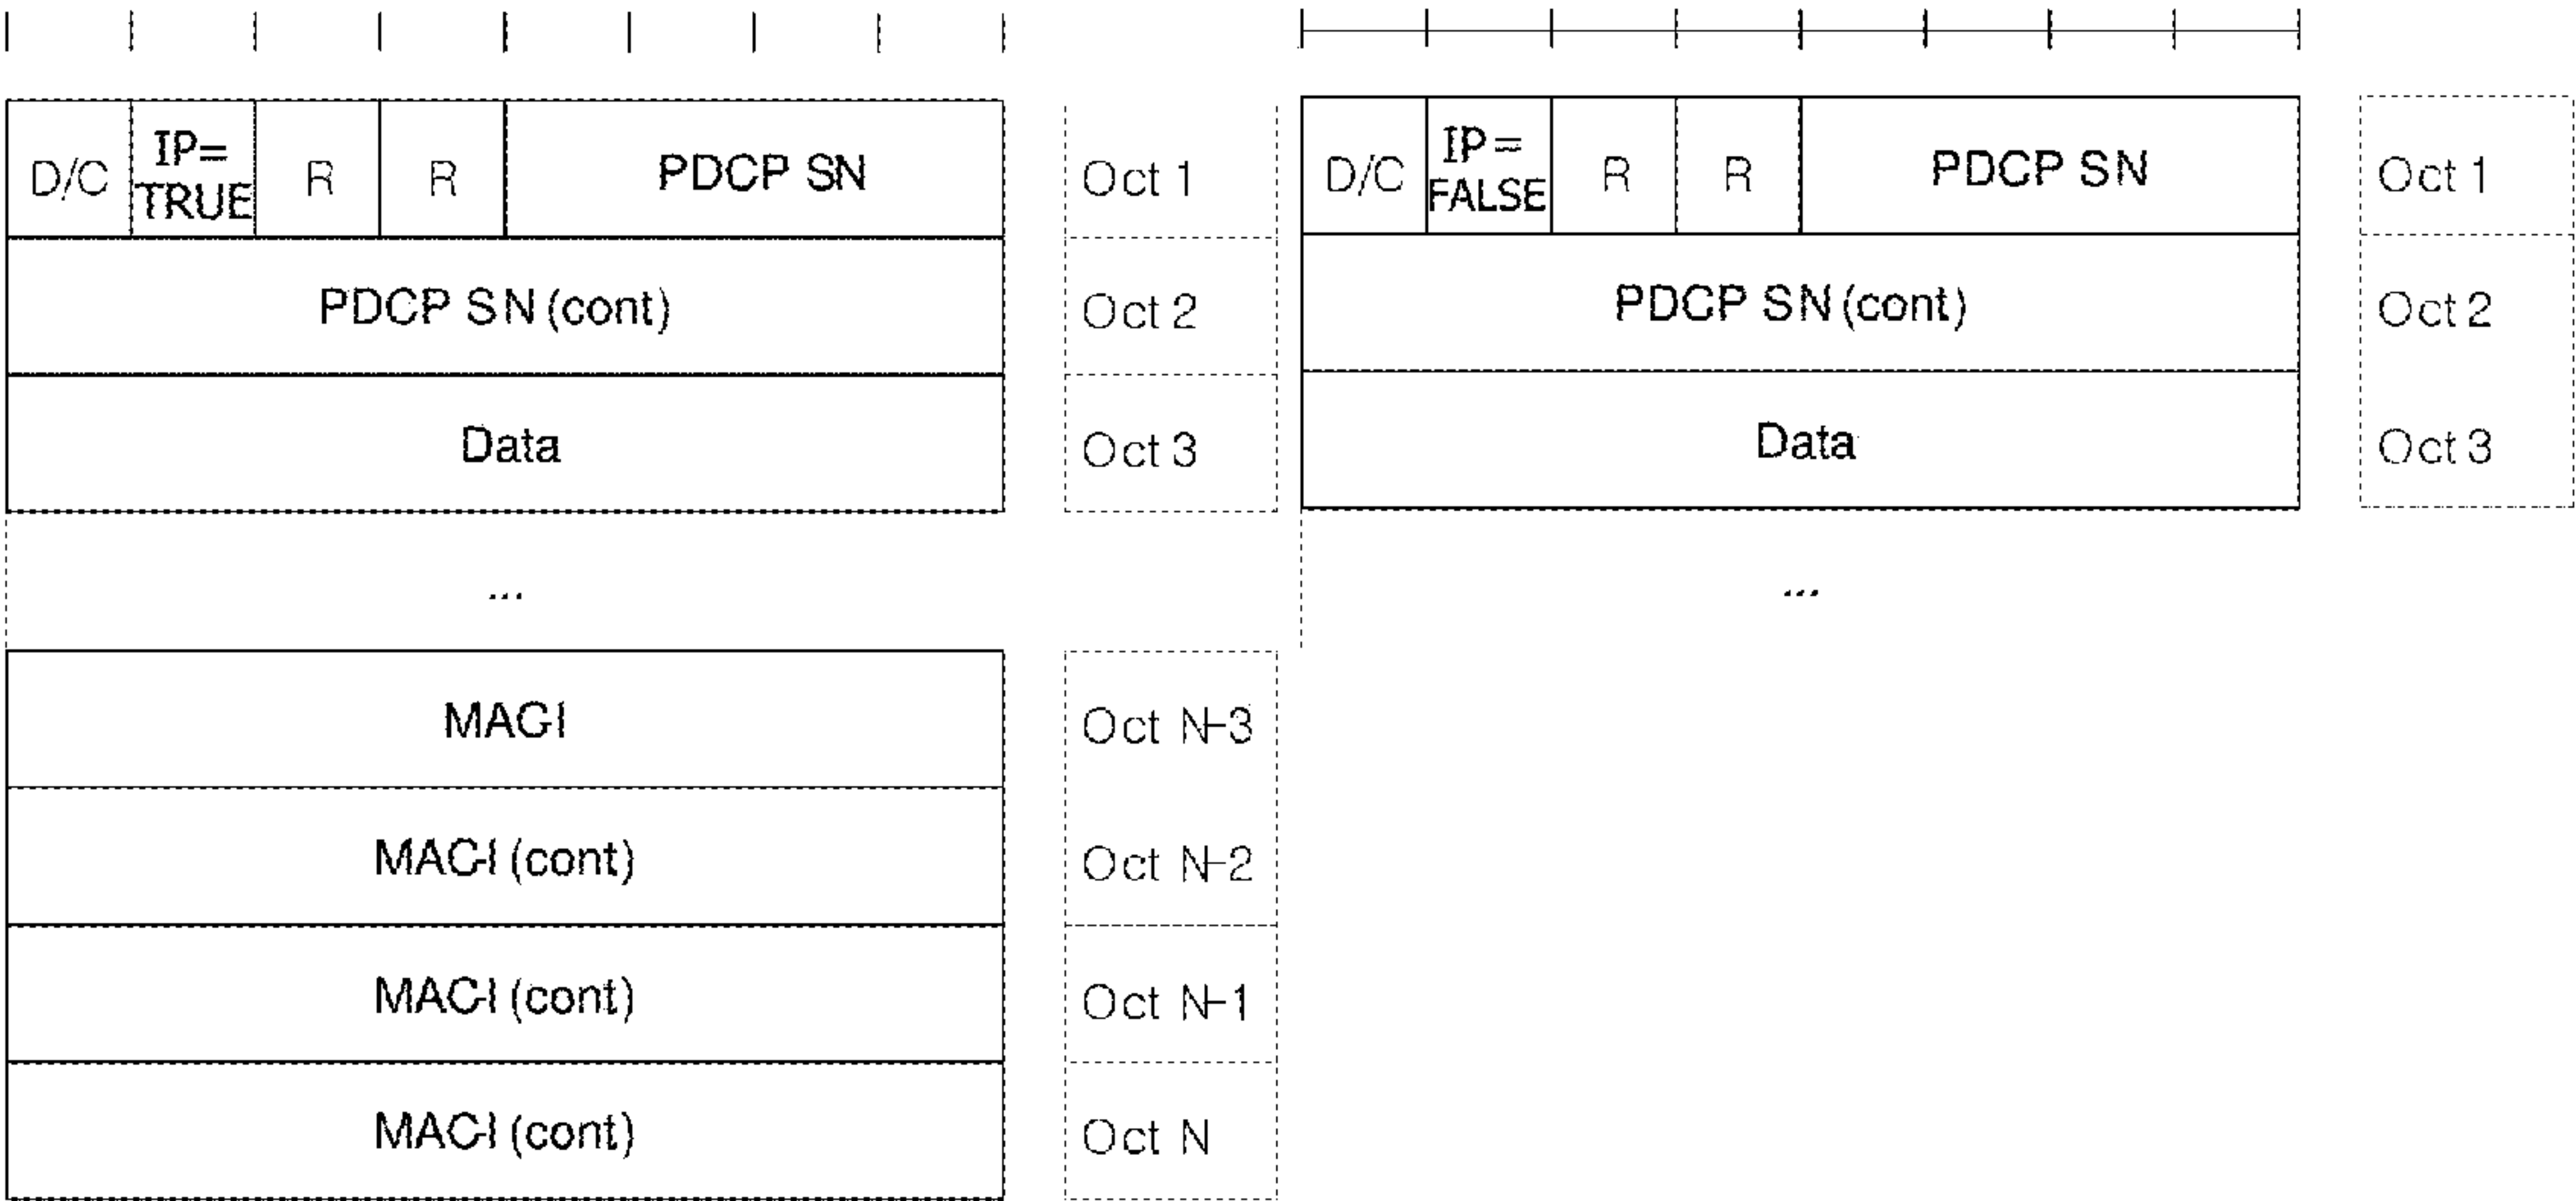 D/C IP= TRUE R R PDCP SN Oct 1
PDCP SN (cont) Oct 2
Data Oct 3
...
MAC-I Oct N-3
MAC-I (cont) Oct N-2
MAC-I (cont) Oct N-1
MAC-I (cont) Oct N
D/C IP= FALSE R R PDCP SN Oct 1
PDCP SN (cont) Oct 2
Data Oct 3
...